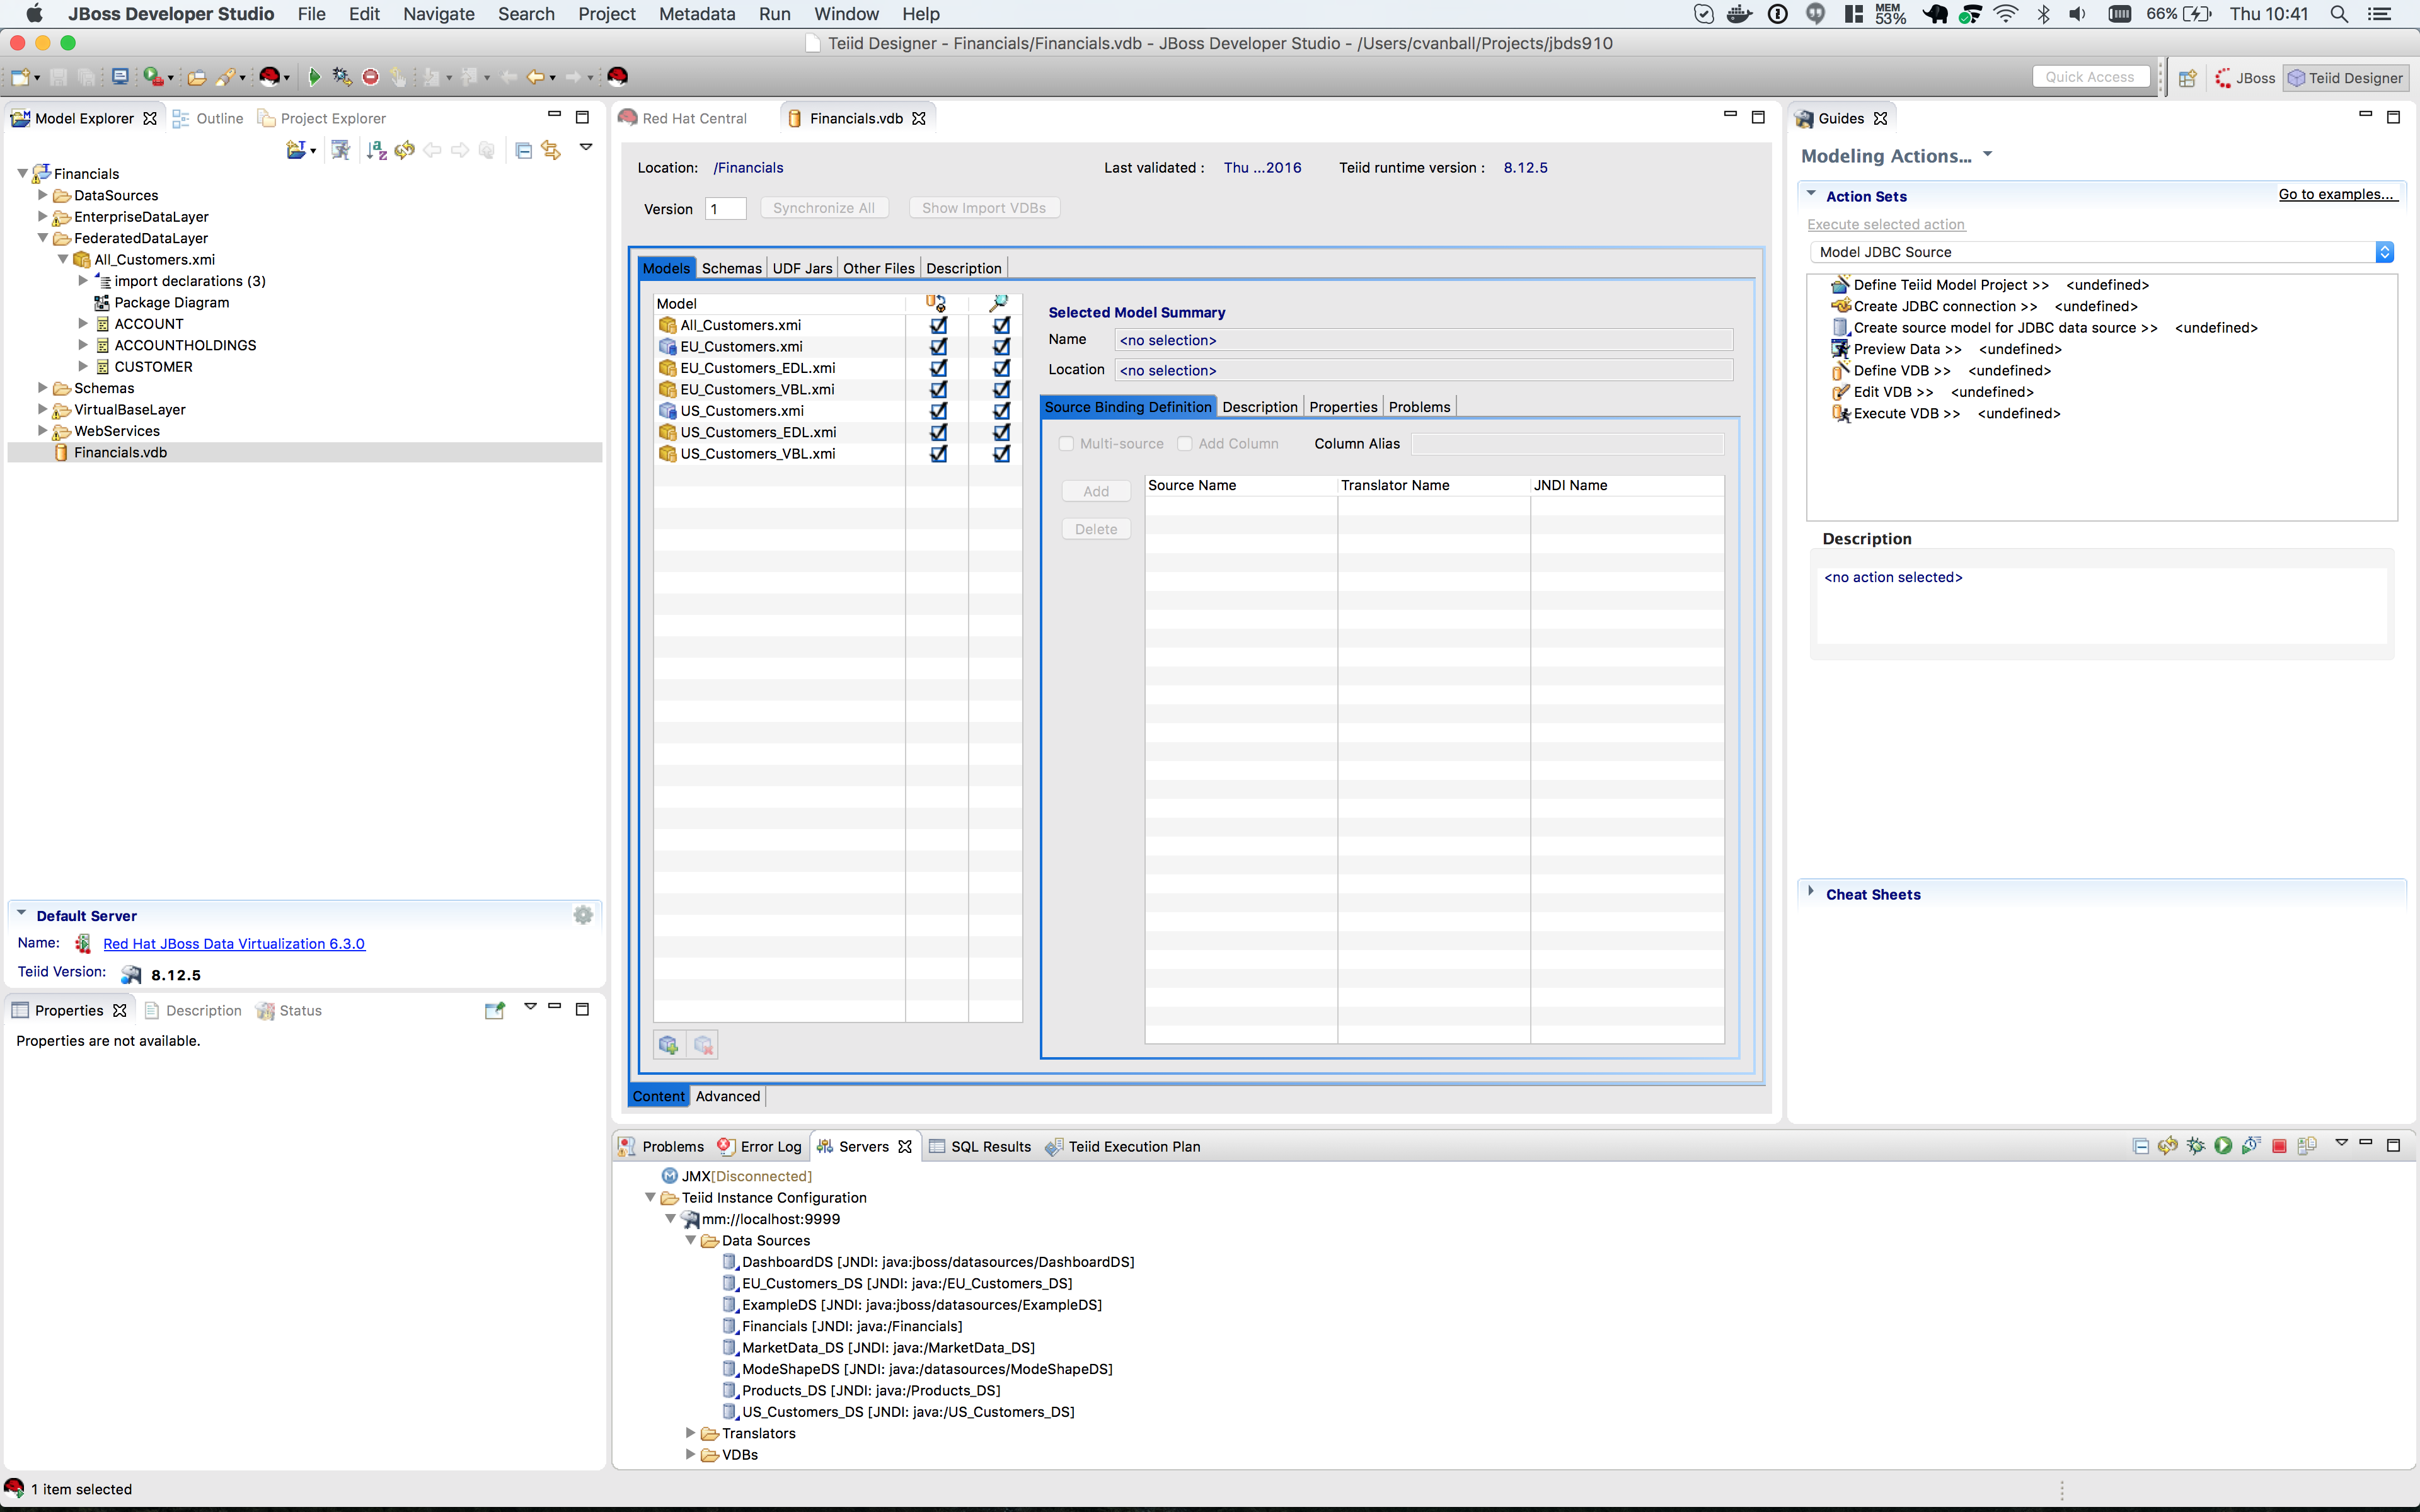 JBoss Developer Studio File Edit Navigate Search Project Metadata Run Window Help MEM 53% 66% Thu 10:41
Teiid Designer - Financials/Financials.vdb - JBoss Developer Studio - /Users/cvanball/Projects/jbds910
Quick Access JBoss Teiid Designer
Model Explorer Outline Project Explorer
Financials
DataSources
EnterpriseDataLayer
FederatedDataLayer
All_Customers.xmi
import declarations (3)
Package Diagram
ACCOUNT
ACCOUNTHOLDINGS
CUSTOMER
Schemas
VirtualBaseLayer
WebServices
Financials.vdb
Default Server
Name: Red Hat JBoss Data Virtualization 6.3.0
Teiid Version: 8.12.5
Properties Description Status
Properties are not available.
Red Hat Central Financials.vdb
Location: /Financials Last validated : Thu ...2016 Teiid runtime version : 8.12.5
Version 1 Synchronize All Show Import VDBs
Models Schemas UDF Jars Other Files Description
Model
All_Customers.xmi
EU_Customers.xmi
EU_Customers_EDL.xmi
EU_Customers_VBL.xmi
US_Customers.xmi
US_Customers_EDL.xmi
US_Customers_VBL.xmi
Selected Model Summary
Name <no selection>
Location <no selection>
Source Binding Definition Description Properties Problems
Multi-source Add Column Column Alias
Add
Delete
Source Name Translator Name JNDI Name
Content Advanced
Guides
Modeling Actions...
Action Sets Go to examples...
Execute selected action
Model JDBC Source
Define Teiid Model Project >> <undefined>
Create JDBC connection >> <undefined>
Create source model for JDBC data source >> <undefined>
Preview Data >> <undefined>
Define VDB >> <undefined>
Edit VDB >> <undefined>
Execute VDB >> <undefined>
Description
<no action selected>
Cheat Sheets
Problems Error Log Servers SQL Results Teiid Execution Plan
JMX[Disconnected]
Teiid Instance Configuration
mm://localhost:9999
Data Sources
DashboardDS [JNDI: java:jboss/datasources/DashboardDS]
EU_Customers_DS [JNDI: java:/EU_Customers_DS]
ExampleDS [JNDI: java:jboss/datasources/ExampleDS]
Financials [JNDI: java:/Financials]
MarketData_DS [JNDI: java:/MarketData_DS]
ModeShapeDS [JNDI: java:/datasources/ModeShapeDS]
Products_DS [JNDI: java:/Products_DS]
US_Customers_DS [JNDI: java:/US_Customers_DS]
Translators
VDBs
1 item selected